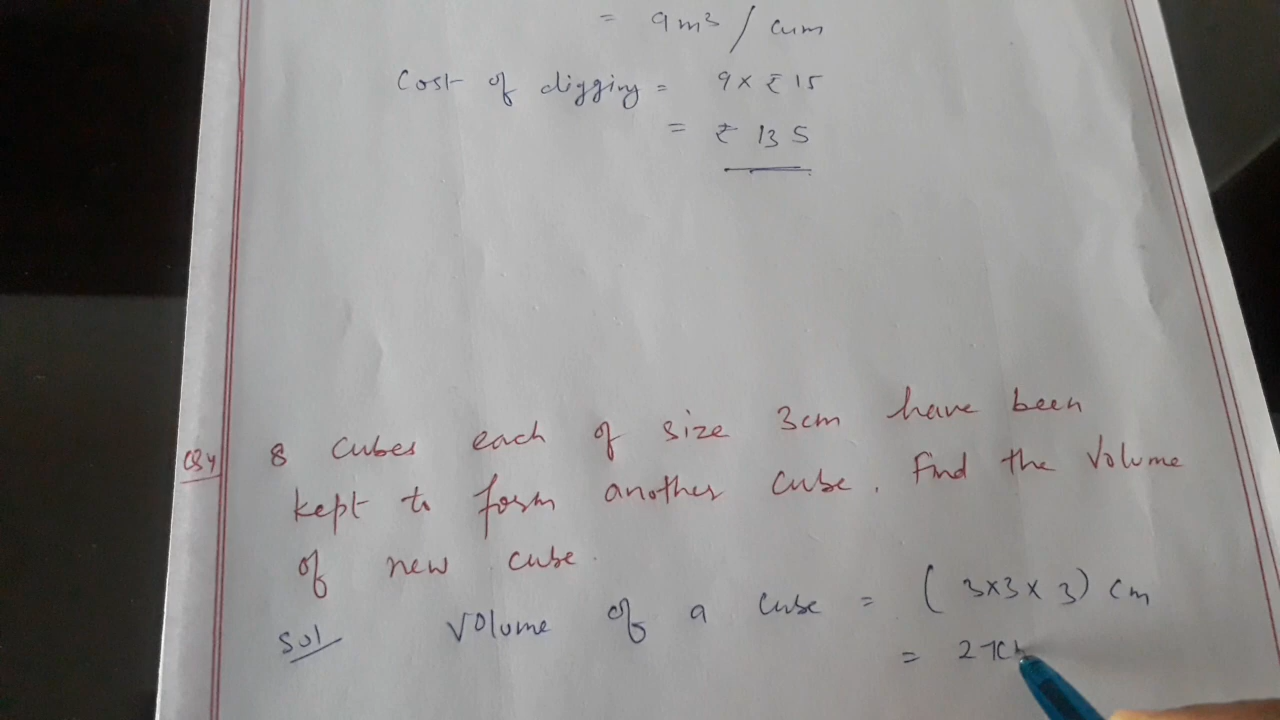 = 9m³ / cum
Cost of digging = 9 × ₹ 15
= ₹ 135
Q4 8 Cubes each of size 3cm have been
kept to form another cube. Find the Volume
of new cube.
Sol Volume of a Cube = ( 3×3×3) cm
= 27c